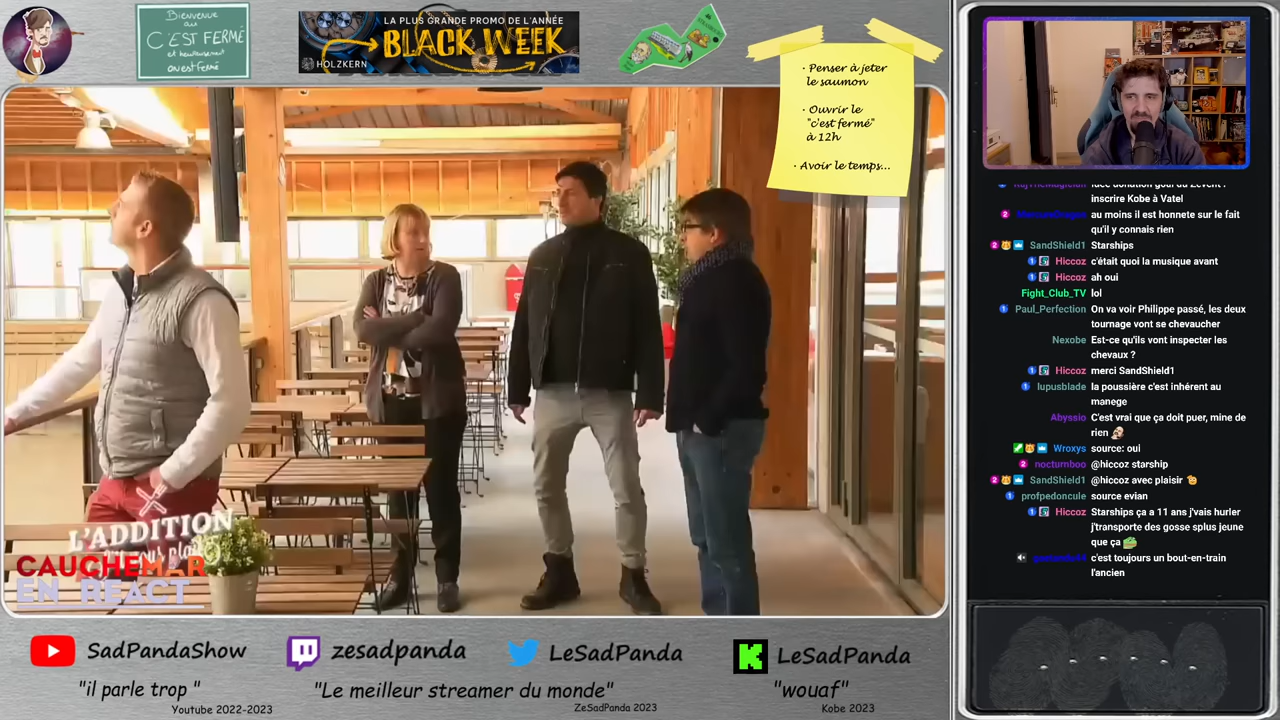 Bienvenue
au
C'EST FERMÉ
et heureusement
on est fermé
LA PLUS GRANDE PROMO DE L'ANNÉE
BLACK WEEK
HOLZKERN
· Penser à jeter
le saumon
· Ouvrir le
"c'est fermé"
à 12h
· Avoir le temps...
L'ADDITION
CAUCHEMAR
EN REACT
inscrire Kobe à Vatel
au moins il est honnete sur le fait
qu'il y connais rien
SandShield1 Starships
Hiccoz c'était quoi la musique avant
Hiccoz ah oui
Fight_Club_TV lol
Paul_Perfection On va voir Philippe passé, les deux
tournage vont se chevaucher
Nexobe Est-ce qu'ils vont inspecter les
chevaux ?
Hiccoz merci SandShield1
lupusblade la poussière c'est inhérent au
manege
Abyssio C'est vrai que ça doit puer, mine de
rien
Wroxys source: oui
nocturnboo @hiccoz starship
SandShield1 @hiccoz avec plaisir
profpedoncule source evian
Hiccoz Starships ça a 11 ans j'vais hurler
j'transporte des gosse splus jeune
que ça
c'est toujours un bout-en-train
l'ancien
SadPandaShow
zesadpanda
LeSadPanda
LeSadPanda
"il parle trop "
Youtube 2022-2023
"Le meilleur streamer du monde"
ZeSadPanda 2023
"wouaf"
Kobe 2023